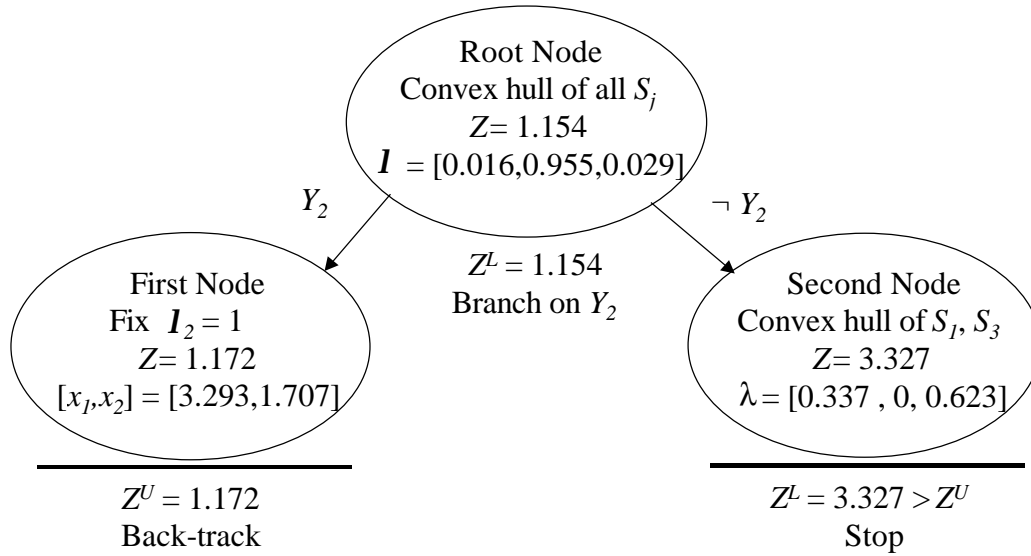 Root Node
Convex hull of all S_j
Z= 1.154
l = [0.016,0.955,0.029]
Y_2
¬ Y_2
Z^L = 1.154
Branch on Y_2
First Node
Fix l_2 = 1
Z= 1.172
[x_1,x_2] = [3.293,1.707]
Z^U = 1.172
Back-track
Second Node
Convex hull of S_1, S_3
Z= 3.327
λ = [0.337 , 0, 0.623]
Z^L = 3.327 > Z^U
Stop